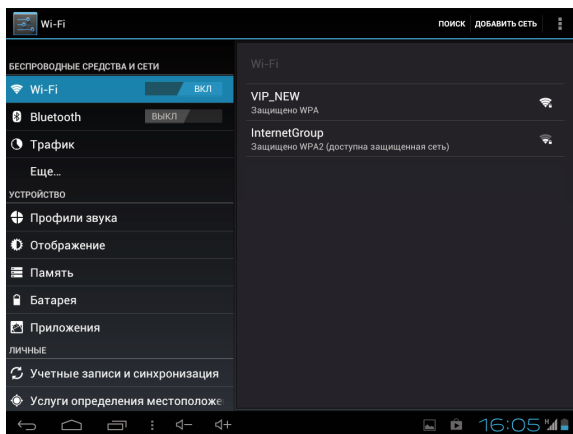 Wi-Fi
ПОИСК ДОБАВИТЬ СЕТЬ
БЕСПРОВОДНЫЕ СРЕДСТВА И СЕТИ
Wi-Fi ВКЛ
Bluetooth ВЫКЛ
Трафик
Еще...
УСТРОЙСТВО
Профили звука
Отображение
Память
Батарея
Приложения
ЛИЧНЫЕ
Учетные записи и синхронизация
Услуги определения местоположе
Wi-Fi
VIP_NEW
Защищено WPA
InternetGroup
Защищено WPA2 (доступна защищенная сеть)
16:05